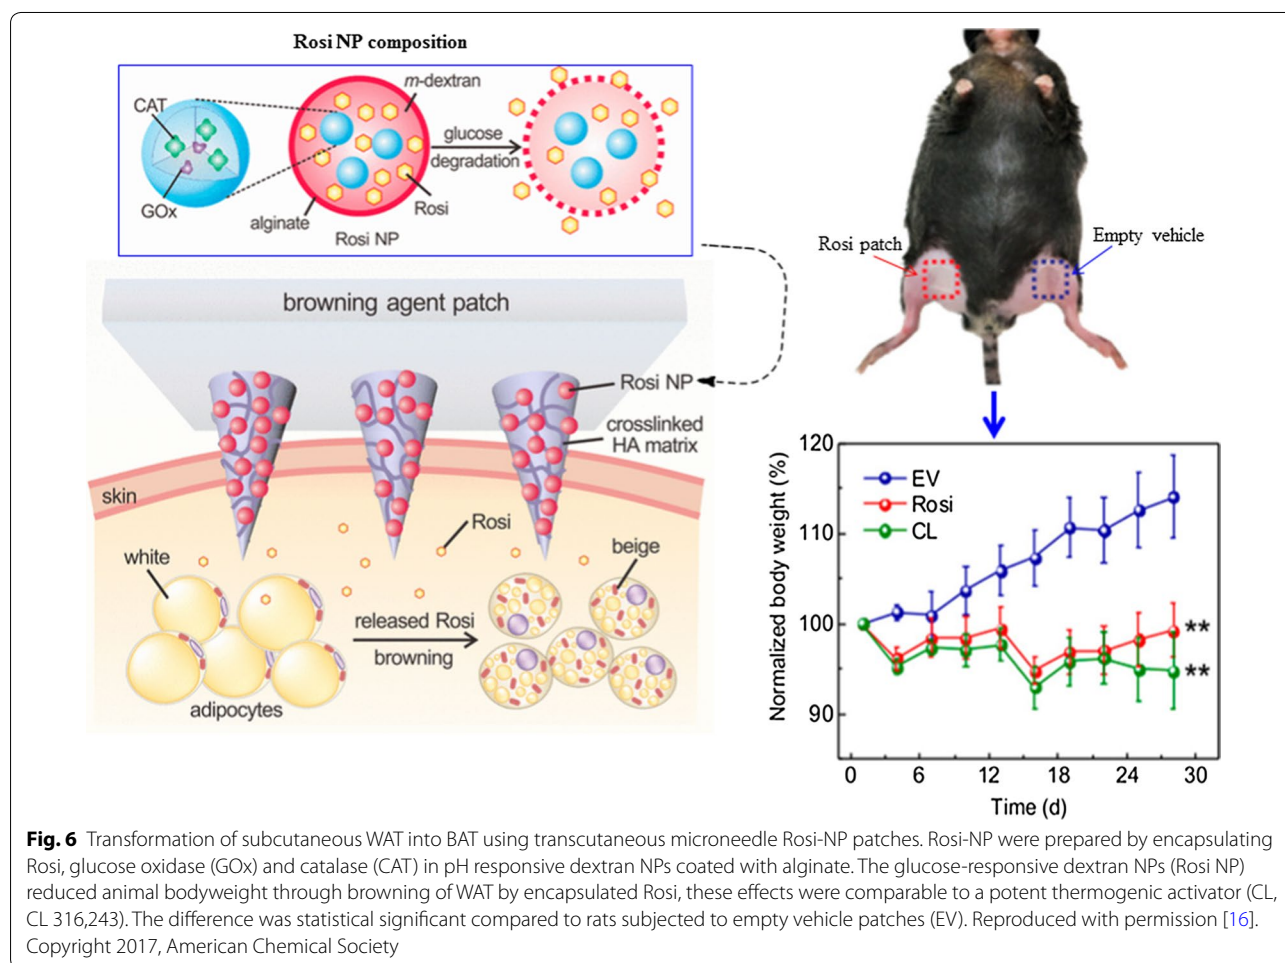 Rosi NP composition
CAT
GOx
m-dextran
glucose
degradation
alginate
Rosi
Rosi NP
Rosi patch
Empty vehicle
browning agent patch
Rosi NP
crosslinked
HA matrix
skin
Rosi
white
beige
released Rosi
browning
adipocytes
Normalized body weight (%)
120
110
100
90
EV
Rosi
CL
**
**
0 6 12 18 24 30
Time (d)
Fig. 6 Transformation of subcutaneous WAT into BAT using transcutaneous microneedle Rosi-NP patches. Rosi-NP were prepared by encapsulating
Rosi, glucose oxidase (GOx) and catalase (CAT) in pH responsive dextran NPs coated with alginate. The glucose-responsive dextran NPs (Rosi NP)
reduced animal bodyweight through browning of WAT by encapsulated Rosi, these effects were comparable to a potent thermogenic activator (CL,
CL 316,243). The difference was statistical significant compared to rats subjected to empty vehicle patches (EV). Reproduced with permission [16].
Copyright 2017, American Chemical Society